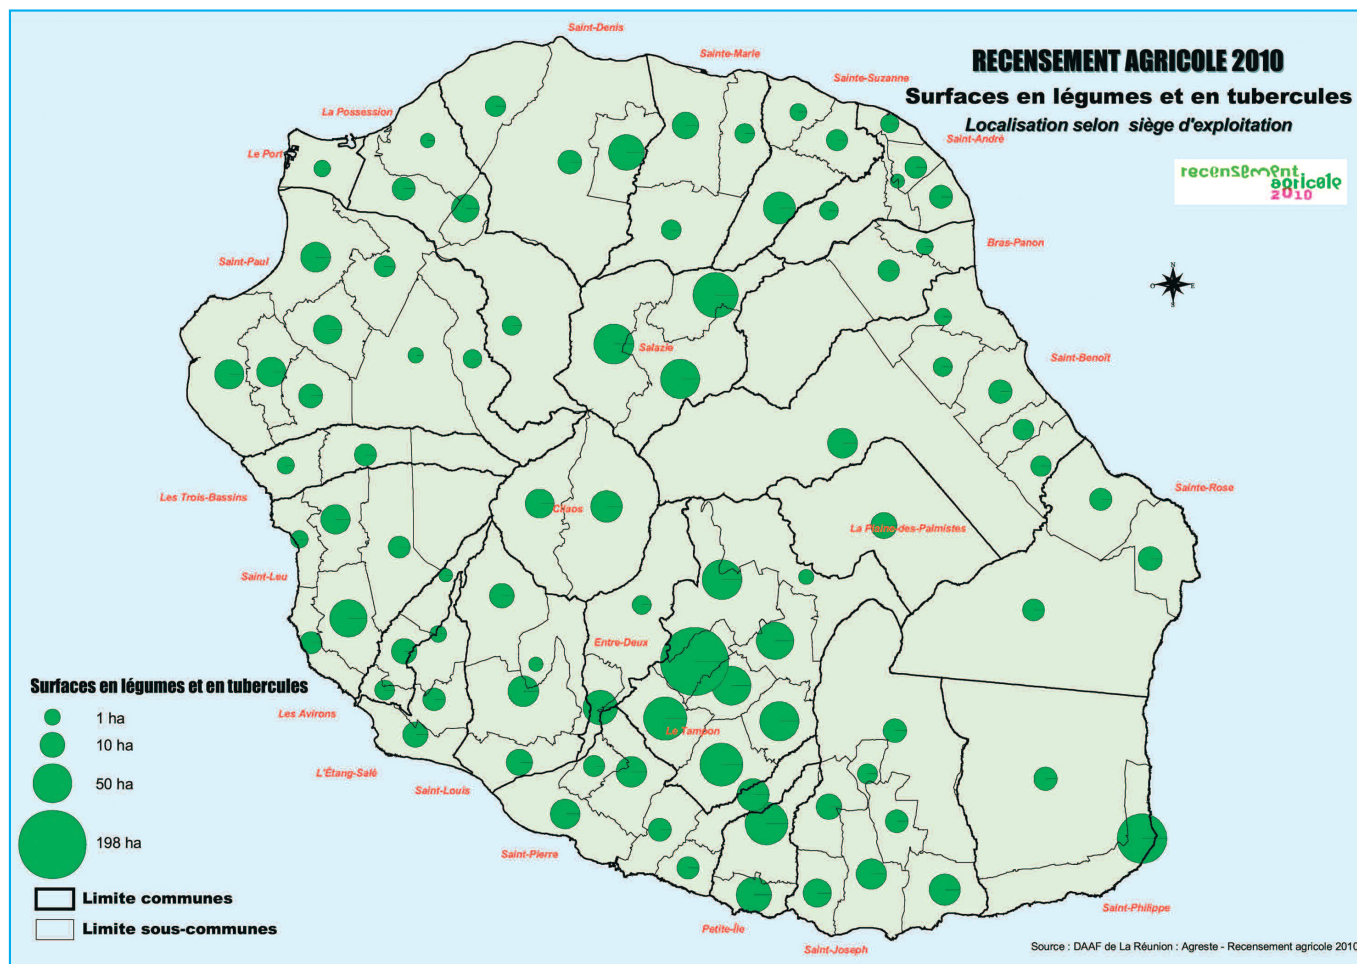 RECENSEMENT AGRICOLE 2010
Surfaces en légumes et en tubercules
Localisation selon siège d'exploitation
recensement
agricole
2010
Saint-Denis
Sainte-Marie
Sainte-Suzanne
La Possession
Saint-André
Le Port
Bras-Panon
Saint-Paul
N
O
E
S
Salazie
Saint-Benoît
Les Trois-Bassins
Sainte-Rose
Cilaos
La Plaine-des-Palmistes
Saint-Leu
Entre-Deux
Les Avirons
Le Tampon
L'Étang-Salé
Saint-Louis
Saint-Pierre
Petite-Île
Saint-Joseph
Saint-Philippe
Surfaces en légumes et en tubercules
1 ha
10 ha
50 ha
198 ha
Limite communes
Limite sous-communes
Source : DAAF de La Réunion : Agreste - Recensement agricole 2010